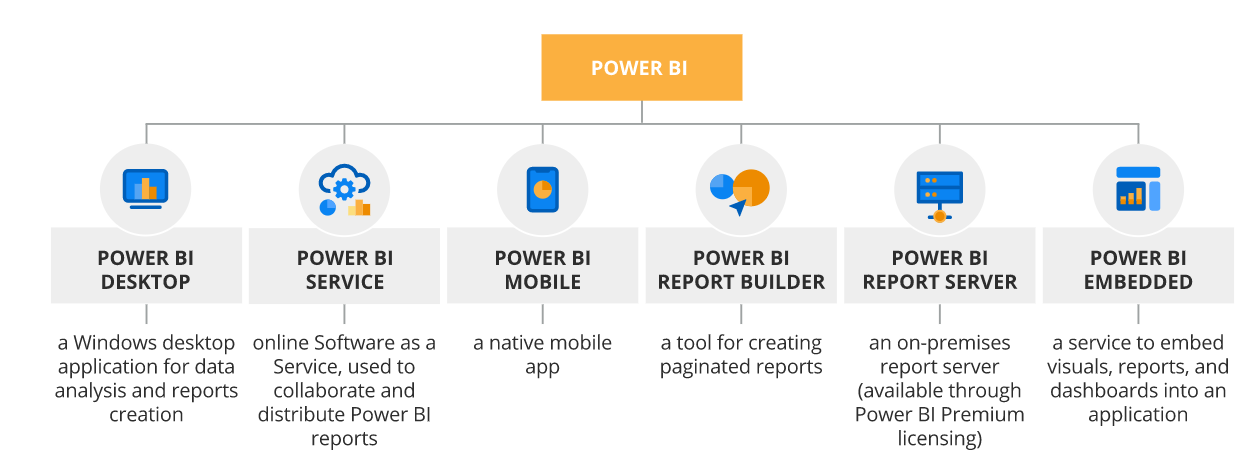 POWER BI
POWER BI
DESKTOP
a Windows desktop
application for data
analysis and reports
creation
POWER BI
SERVICE
online Software as a
Service, used to
collaborate and
distribute Power BI
reports
POWER BI
MOBILE
a native mobile
app
POWER BI
REPORT BUILDER
a tool for creating
paginated reports
POWER BI
REPORT SERVER
an on-premises
report server
(available through
Power BI Premium
licensing)
POWER BI
EMBEDDED
a service to embed
visuals, reports, and
dashboards into an
application